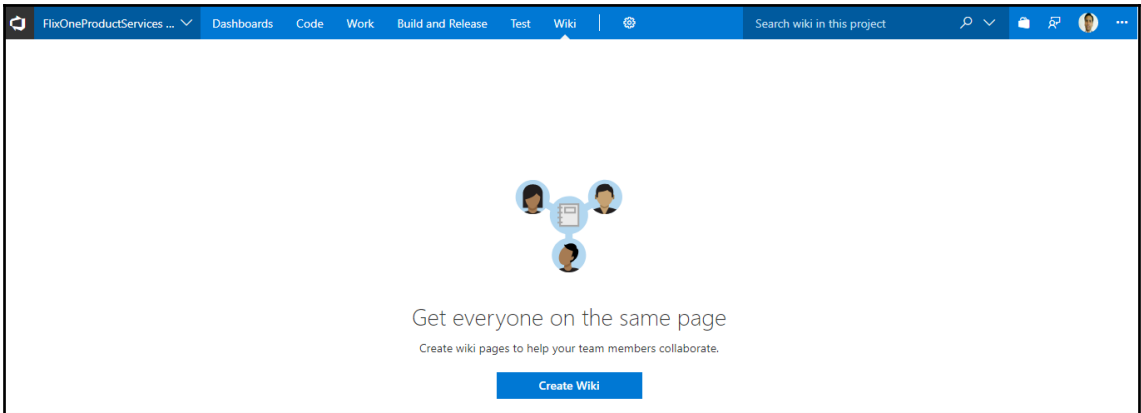 FlixOneProductServices ... Dashboards Code Work Build and Release Test Wiki Search wiki in this project
Get everyone on the same page
Create wiki pages to help your team members collaborate.
Create Wiki